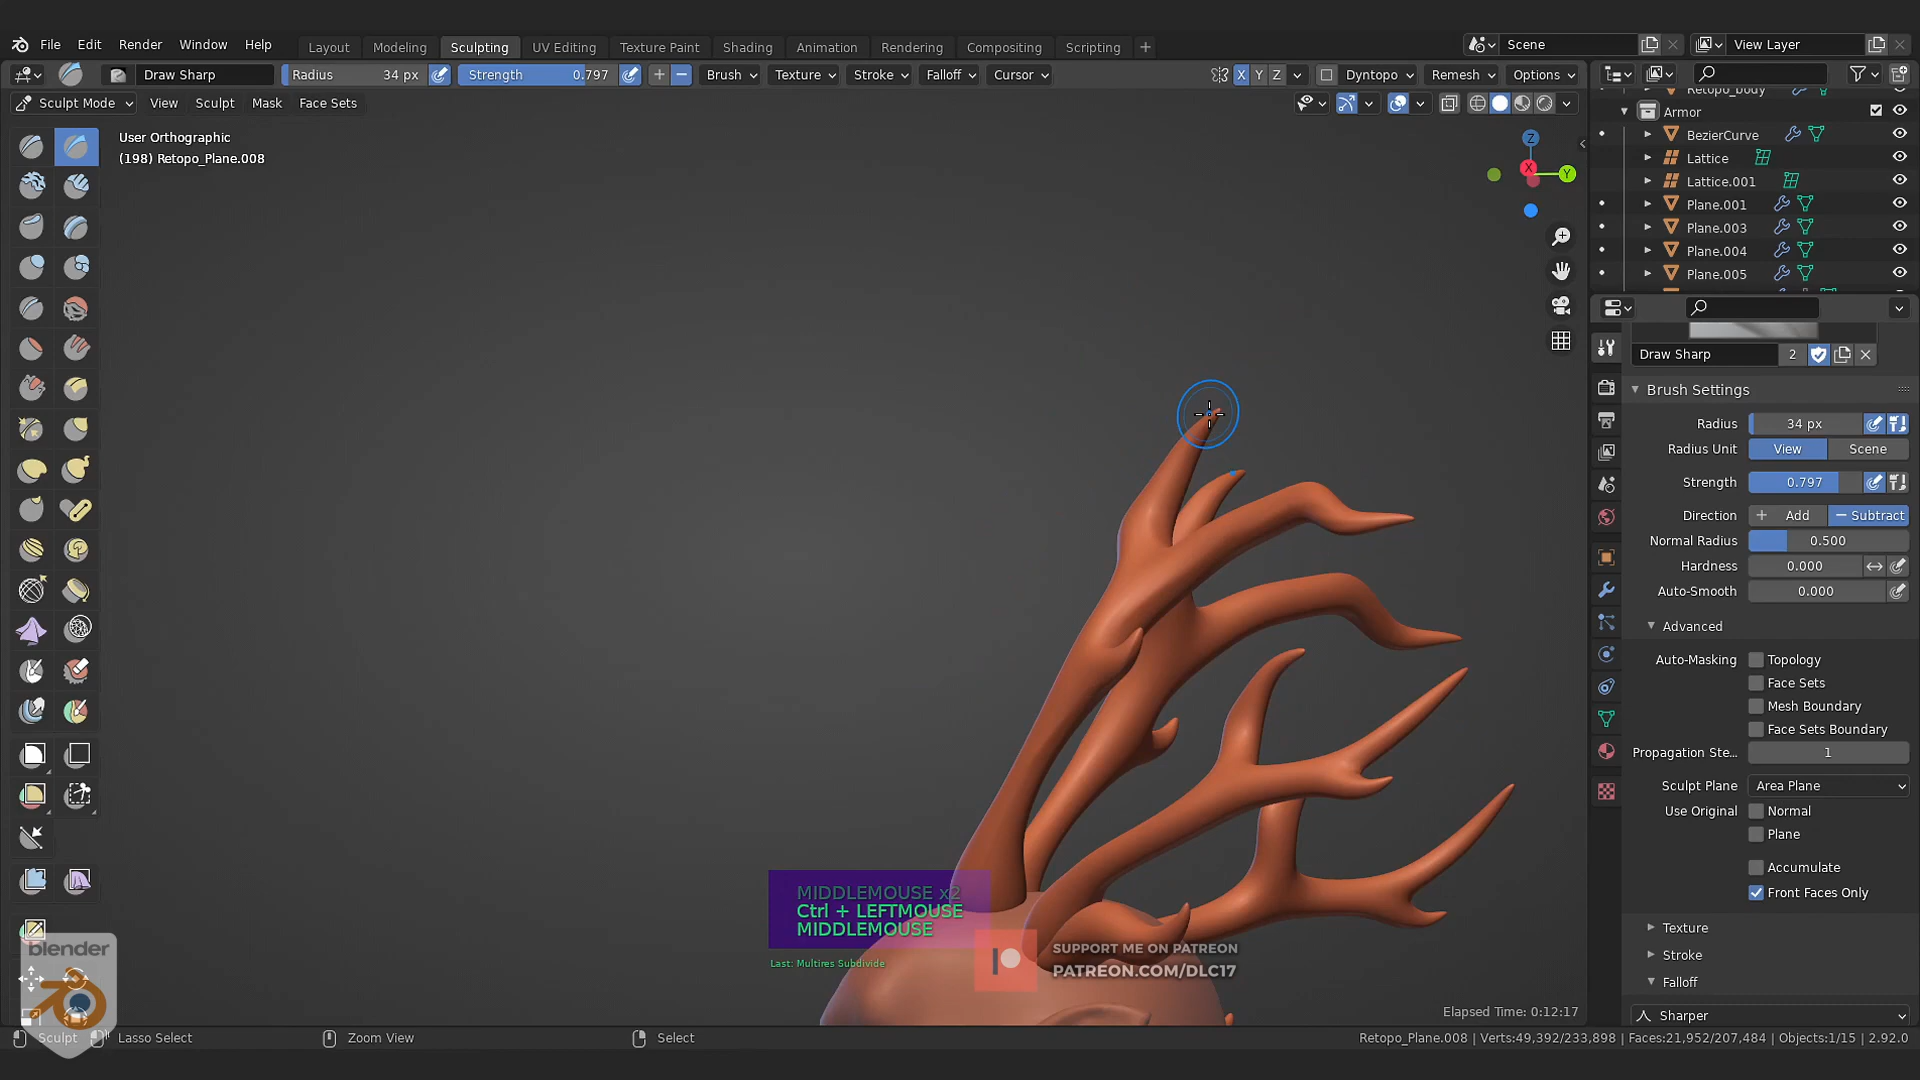 File Edit Render Window Help
Layout Modeling Sculpting UV Editing Texture Paint Shading Animation Rendering Compositing Scripting +
Scene
View Layer
Draw Sharp
Radius 34 px
Strength 0.797
Brush Texture Stroke Falloff Cursor
X Y Z
Dyntopo Remesh Options
Sculpt Mode View Sculpt Mask Face Sets
User Orthographic
(198) Retopo_Plane.008
Z
X
Y
Retopo_body
Armor
BezierCurve
Lattice
Lattice.001
Plane.001
Plane.003
Plane.004
Plane.005
Draw Sharp 2
Brush Settings
Radius 34 px
Radius Unit View Scene
Strength 0.797
Direction + Add − Subtract
Normal Radius 0.500
Hardness 0.000
Auto-Smooth 0.000
Advanced
Auto-Masking Topology
Face Sets
Mesh Boundary
Face Sets Boundary
Propagation Ste... 1
Sculpt Plane Area Plane
Use Original Normal
Plane
Accumulate
Front Faces Only
Texture
Stroke
Falloff
Sharper
MIDDLEMOUSE x2
Ctrl + LEFTMOUSE
MIDDLEMOUSE
Last: Multires Subdivide
SUPPORT ME ON PATREON
PATREON.COM/DLC17
blender
Elapsed Time: 0:12:17
Sculpt Lasso Select Zoom View Select
Retopo_Plane.008 | Verts:49,392/233,898 | Faces:21,952/207,484 | Objects:1/15 | 2.92.0